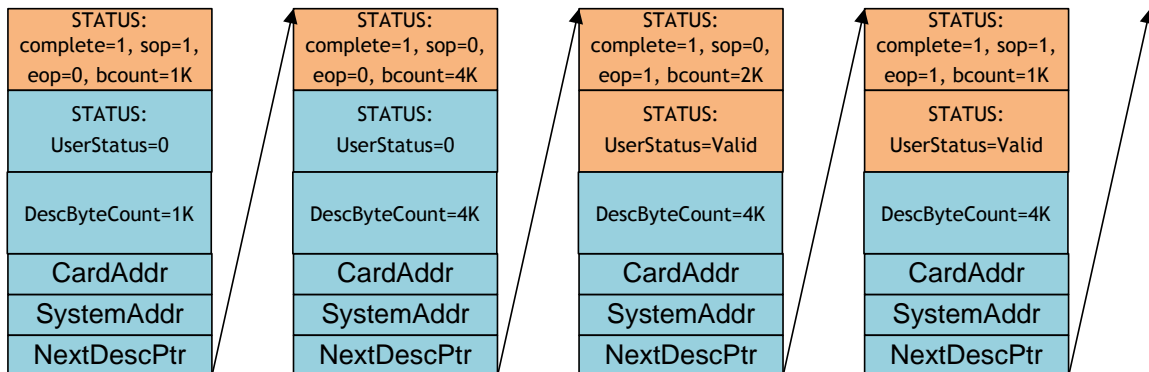 STATUS:
complete=1, sop=1,
eop=0, bcount=1K
STATUS:
UserStatus=0
DescByteCount=1K
CardAddr
SystemAddr
NextDescPtr
STATUS:
complete=1, sop=0,
eop=0, bcount=4K
STATUS:
UserStatus=0
DescByteCount=4K
CardAddr
SystemAddr
NextDescPtr
STATUS:
complete=1, sop=0,
eop=1, bcount=2K
STATUS:
UserStatus=Valid
DescByteCount=4K
CardAddr
SystemAddr
NextDescPtr
STATUS:
complete=1, sop=1,
eop=1, bcount=1K
STATUS:
UserStatus=Valid
DescByteCount=4K
CardAddr
SystemAddr
NextDescPtr